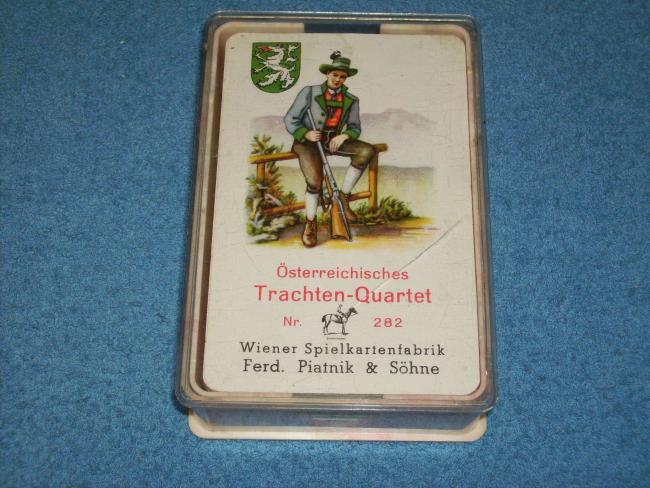 Österreichisches
Trachten-Quartet
Nr. 282
Wiener Spielkartenfabrik
Ferd. Piatnik & Söhne